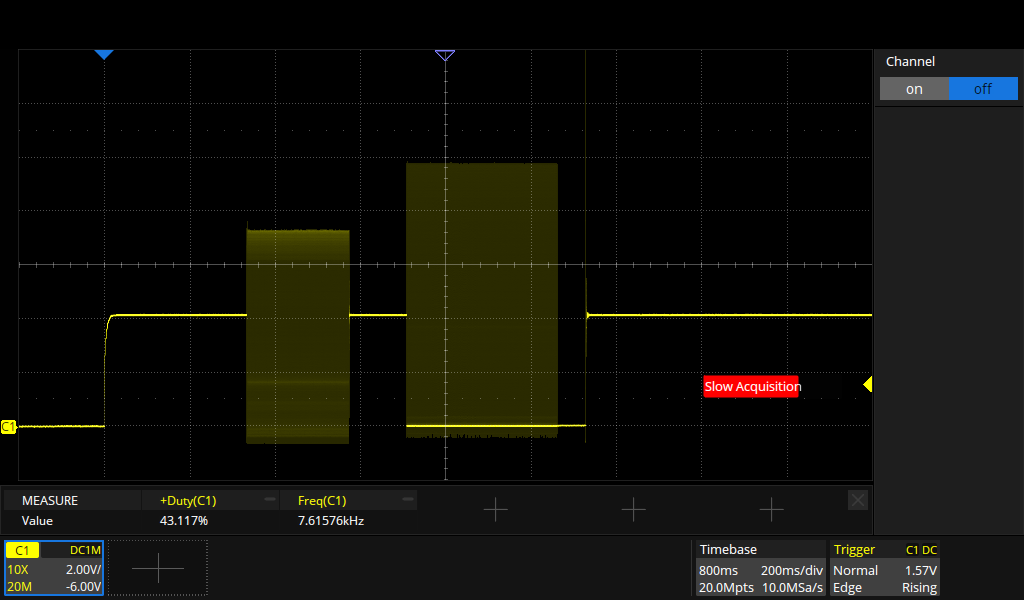 Channel
on off
C1
Slow Acquisition
MEASURE +Duty(C1) Freq(C1)
Value 43.117% 7.61576kHz
C1 DC1M
10X 2.00V/
20M -6.00V
Timebase
800ms 200ms/div
20.0Mpts 10.0MSa/s
Trigger C1 DC
Normal 1.57V
Edge Rising